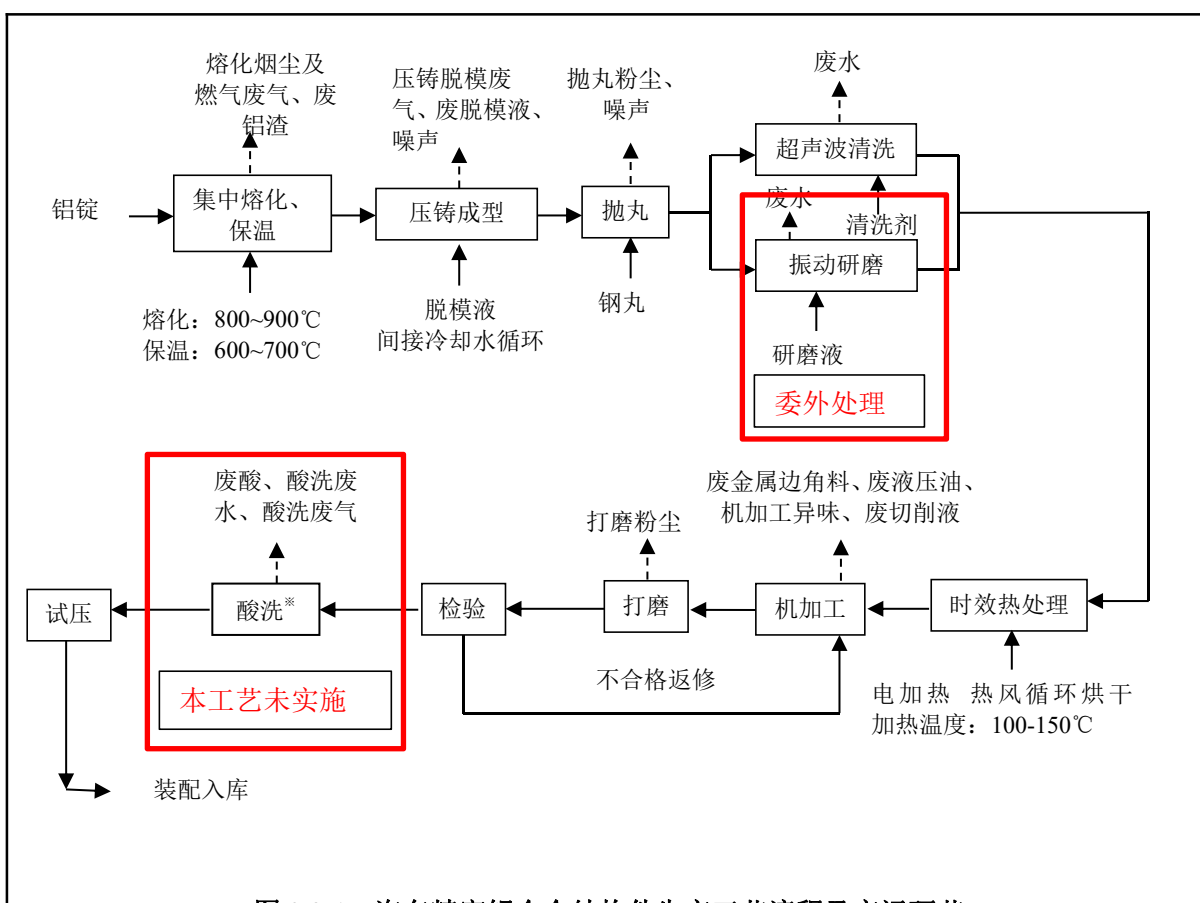 熔化烟尘及
燃气废气、废
铝渣
压铸脱模废
气、废脱模液、
噪声
抛丸粉尘、
噪声
废水
超声波清洗
铝锭
集中熔化、
保温
压铸成型
抛丸
废水
清洗剂
振动研磨
熔化：800~900℃
保温：600~700℃
脱模液
间接冷却水循环
钢丸
研磨液
委外处理
废酸、酸洗废
水、酸洗废气
打磨粉尘
废金属边角料、废液压油、
机加工异味、废切削液
试压
酸洗※
检验
打磨
机加工
时效热处理
本工艺未实施
不合格返修
电加热 热风循环烘干
加热温度：100-150℃
装配入库